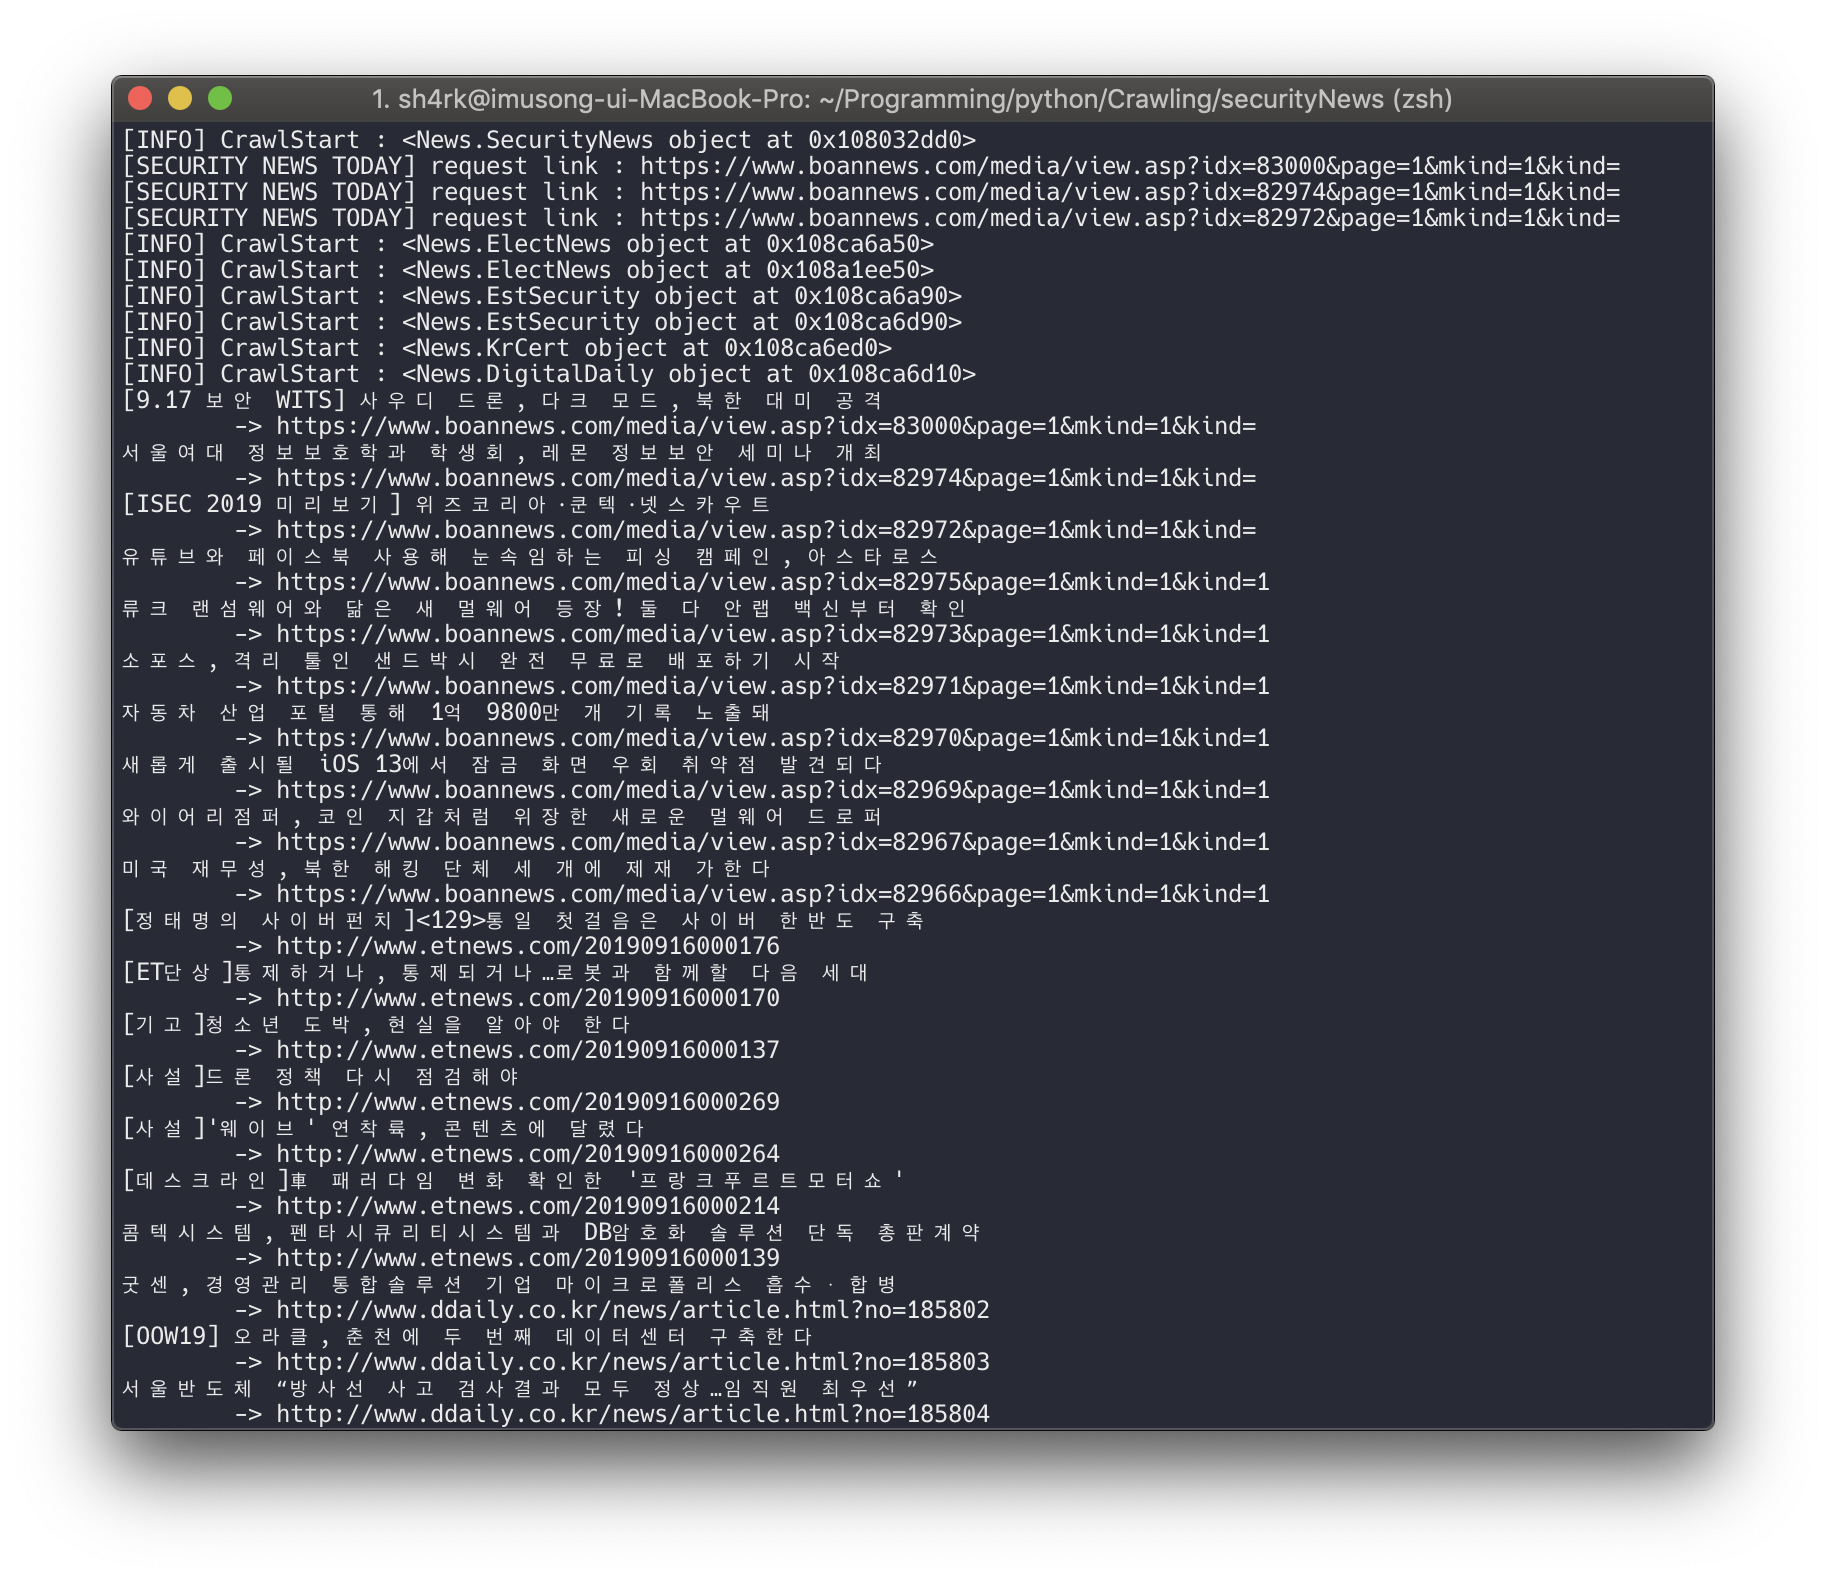 1. sh4rk@imusong-ui-MacBook-Pro: ~/Programming/python/Crawling/securityNews (zsh)
[INFO] CrawlStart : <News.SecurityNews object at 0x108032dd0>
[SECURITY NEWS TODAY] request link : https://www.boannews.com/media/view.asp?idx=83000&page=1&mkind=1&kind=
[SECURITY NEWS TODAY] request link : https://www.boannews.com/media/view.asp?idx=82974&page=1&mkind=1&kind=
[SECURITY NEWS TODAY] request link : https://www.boannews.com/media/view.asp?idx=82972&page=1&mkind=1&kind=
[INFO] CrawlStart : <News.ElectNews object at 0x108ca6a50>
[INFO] CrawlStart : <News.ElectNews object at 0x108a1ee50>
[INFO] CrawlStart : <News.EstSecurity object at 0x108ca6a90>
[INFO] CrawlStart : <News.EstSecurity object at 0x108ca6d90>
[INFO] CrawlStart : <News.KrCert object at 0x108ca6ed0>
[INFO] CrawlStart : <News.DigitalDaily object at 0x108ca6d10>
[9.17 보안 WITS] 사우디 드론, 다크 모드, 북한 대미 공격
-> https://www.boannews.com/media/view.asp?idx=83000&page=1&mkind=1&kind=
서울여대 정보보호학과 학생회, 레몬 정보보안 세미나 개최
-> https://www.boannews.com/media/view.asp?idx=82974&page=1&mkind=1&kind=
[ISEC 2019 미리보기] 위즈코리아·쿤텍·넷스카우트
-> https://www.boannews.com/media/view.asp?idx=82972&page=1&mkind=1&kind=
유튜브와 페이스북 사용해 눈속임하는 피싱 캠페인, 아스타로스
-> https://www.boannews.com/media/view.asp?idx=82975&page=1&mkind=1&kind=1
류크 랜섬웨어와 닮은 새 멀웨어 등장! 둘 다 안랩 백신부터 확인
-> https://www.boannews.com/media/view.asp?idx=82973&page=1&mkind=1&kind=1
소포스, 격리 툴인 샌드박시 완전 무료로 배포하기 시작
-> https://www.boannews.com/media/view.asp?idx=82971&page=1&mkind=1&kind=1
자동차 산업 포털 통해 1억 9800만 개 기록 노출돼
-> https://www.boannews.com/media/view.asp?idx=82970&page=1&mkind=1&kind=1
새롭게 출시될 iOS 13에서 잠금 화면 우회 취약점 발견되다
-> https://www.boannews.com/media/view.asp?idx=82969&page=1&mkind=1&kind=1
와이어리점퍼, 코인 지갑처럼 위장한 새로운 멀웨어 드로퍼
-> https://www.boannews.com/media/view.asp?idx=82967&page=1&mkind=1&kind=1
미국 재무성, 북한 해킹 단체 세 개에 제재 가한다
-> https://www.boannews.com/media/view.asp?idx=82966&page=1&mkind=1&kind=1
[정태명의 사이버펀치]<129>통일 첫걸음은 사이버 한반도 구축
-> http://www.etnews.com/20190916000176
[ET단상]통제하거나, 통제되거나…로봇과 함께할 다음 세대
-> http://www.etnews.com/20190916000170
[기고]청소년 도박, 현실을 알아야 한다
-> http://www.etnews.com/20190916000137
[사설]드론 정책 다시 점검해야
-> http://www.etnews.com/20190916000269
[사설]'웨이브' 연착륙, 콘텐츠에 달렸다
-> http://www.etnews.com/20190916000264
[데스크라인]車 패러다임 변화 확인한 '프랑크푸르트모터쇼'
-> http://www.etnews.com/20190916000214
콤텍시스템, 펜타시큐리티시스템과 DB암호화 솔루션 단독 총판계약
-> http://www.etnews.com/20190916000139
굿센, 경영관리 통합솔루션 기업 마이크로폴리스 흡수·합병
-> http://www.ddaily.co.kr/news/article.html?no=185802
[OOW19] 오라클, 춘천에 두 번째 데이터센터 구축한다
-> http://www.ddaily.co.kr/news/article.html?no=185803
서울반도체 “방사선 사고 검사결과 모두 정상…임직원 최우선”
-> http://www.ddaily.co.kr/news/article.html?no=185804